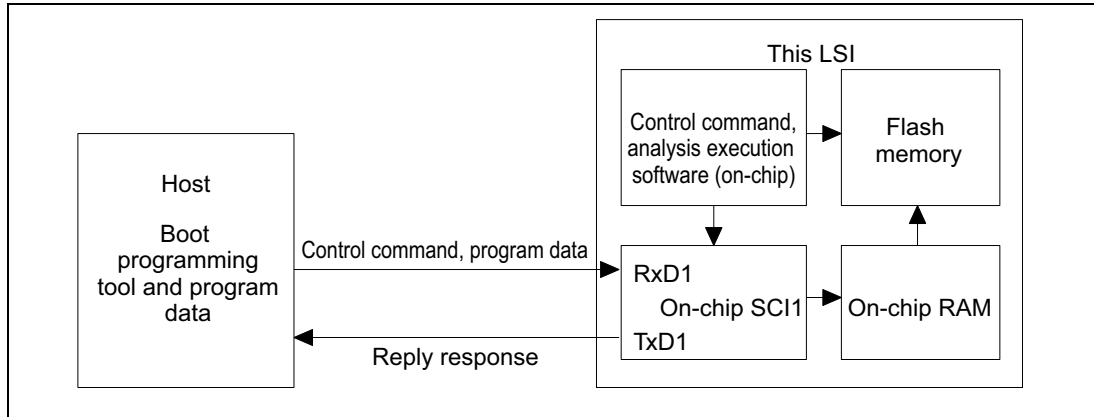 This LSI
Host
Boot
programming
tool and program
data
Control command, program data
Reply response
Control command,
analysis execution
software (on-chip)
Flash
memory
RxD1
On-chip SCI1
TxD1
On-chip RAM